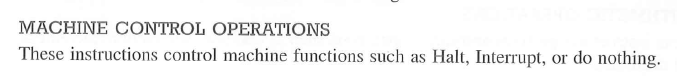 MACHINE CONTROL OPERATIONS
These instructions control machine functions such as Halt, Interrupt, or do nothing.